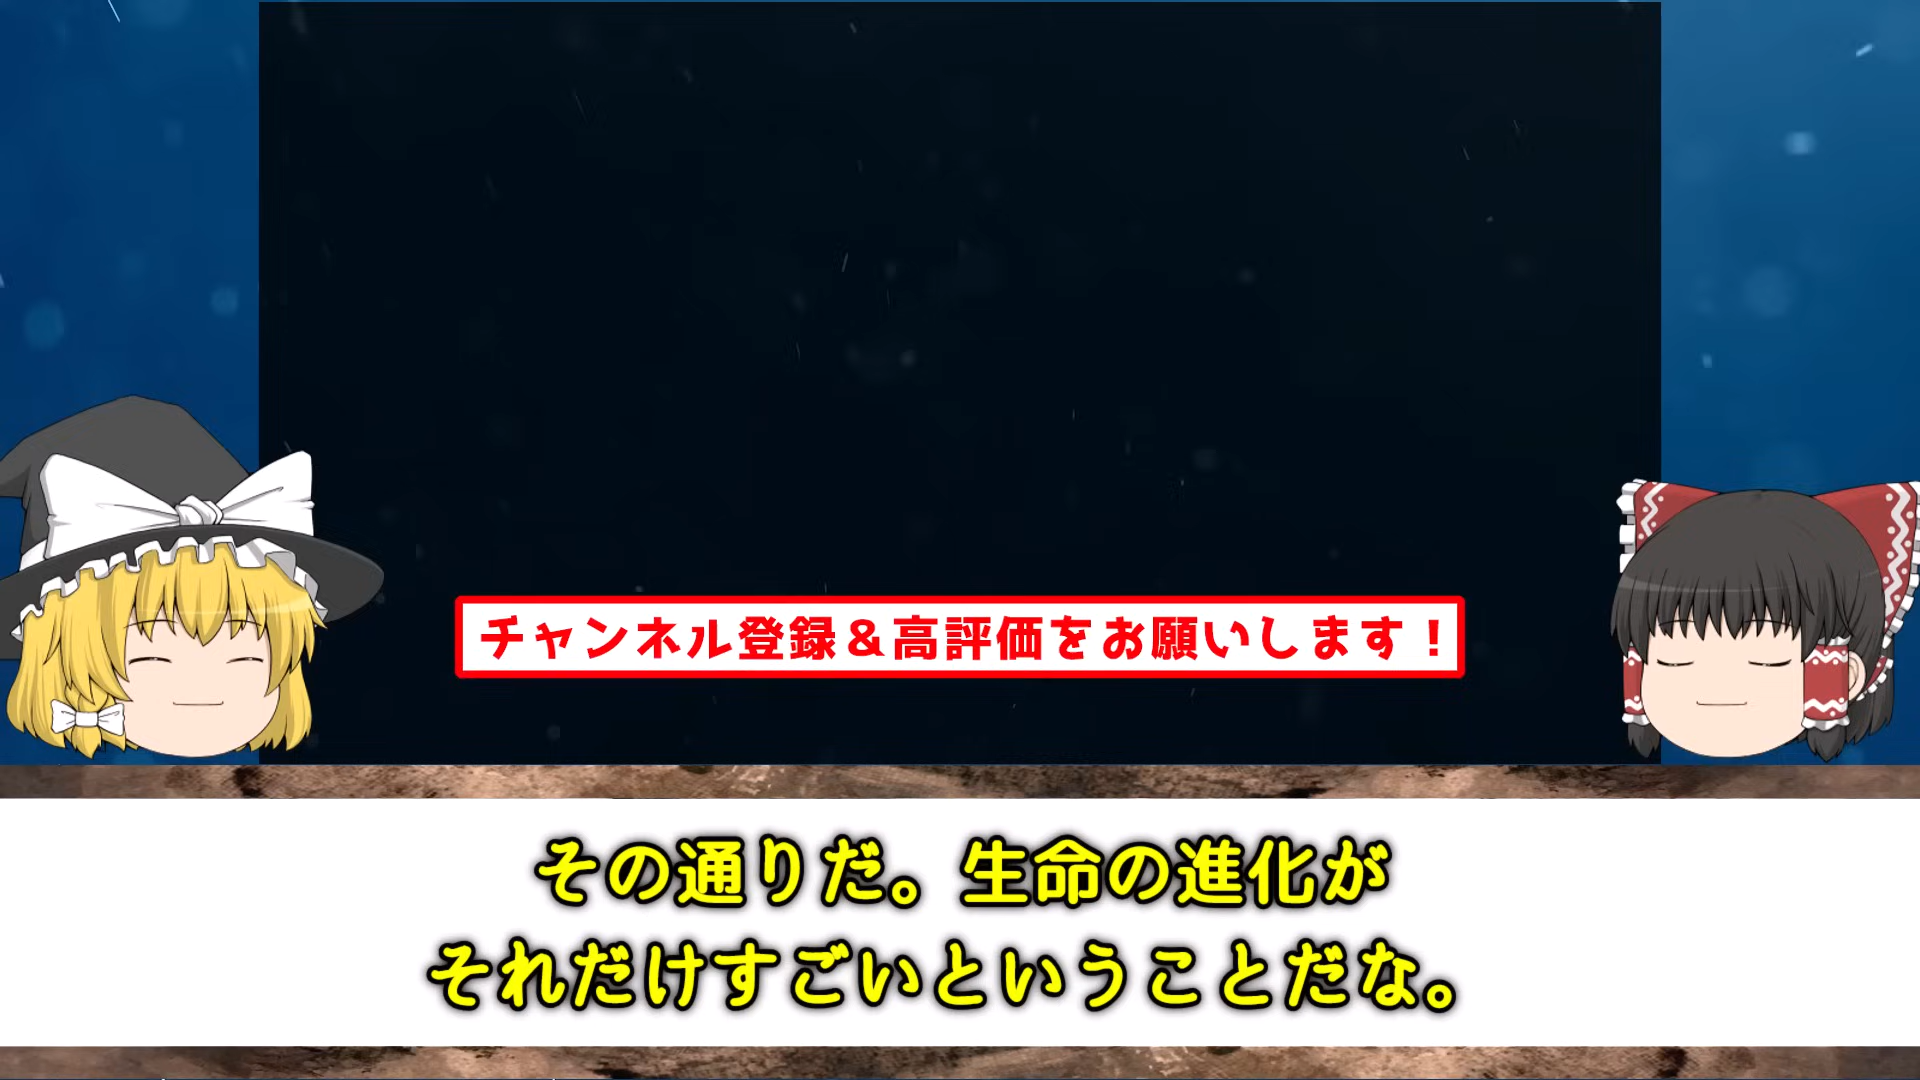 チャンネル登録＆高評価をお願いします！
その通りだ。生命の進化が
それだけすごいということだな。